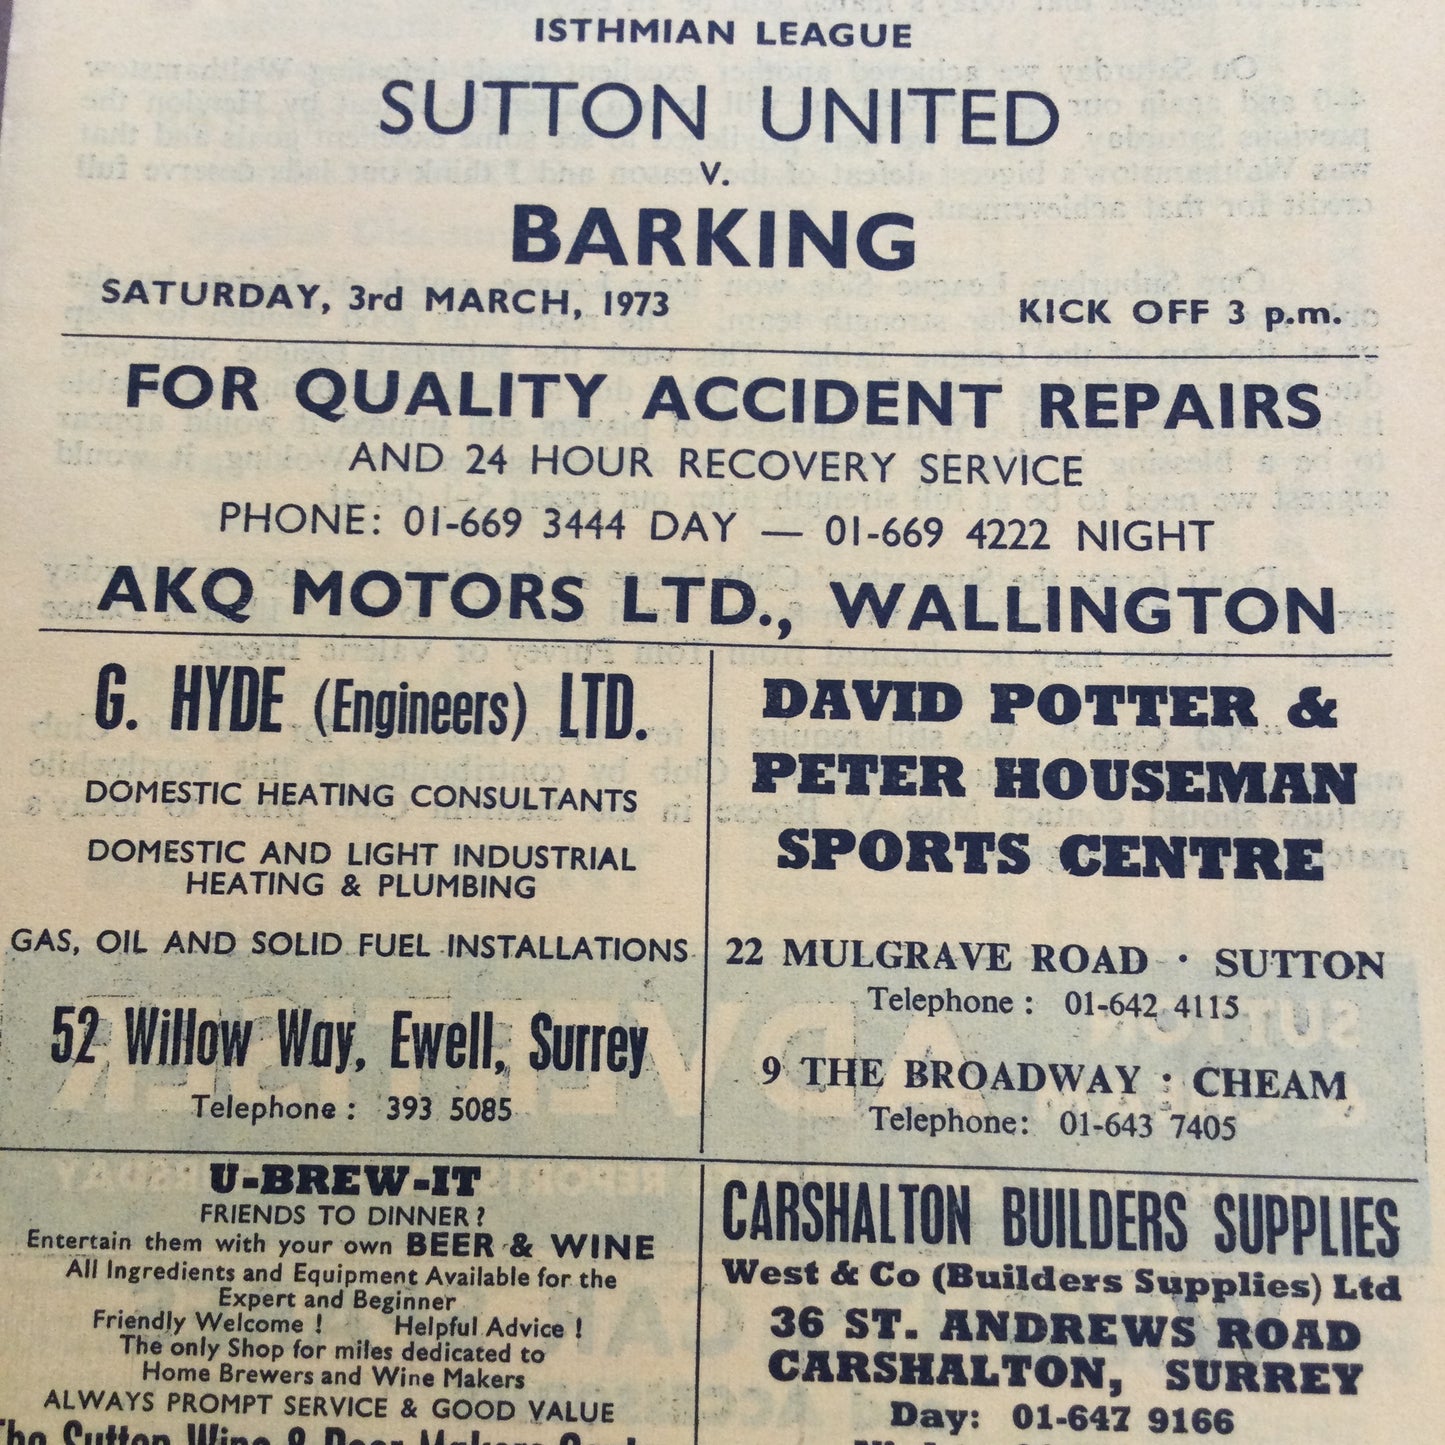 ISTHMIAN LEAGUE
SUTTON UNITED
v.
BARKING
SATURDAY, 3rd MARCH, 1973
KICK OFF 3 p.m.
FOR QUALITY ACCIDENT REPAIRS
AND 24 HOUR RECOVERY SERVICE
PHONE: 01-669 3444 DAY — 01-669 4222 NIGHT
AKQ MOTORS LTD., WALLINGTON
G. HYDE (Engineers) LTD.
DOMESTIC HEATING CONSULTANTS
DOMESTIC AND LIGHT INDUSTRIAL
HEATING & PLUMBING
GAS, OIL AND SOLID FUEL INSTALLATIONS
52 Willow Way, Ewell, Surrey
Telephone : 393 5085
DAVID POTTER &
PETER HOUSEMAN
SPORTS CENTRE
22 MULGRAVE ROAD · SUTTON
Telephone : 01-642 4115
9 THE BROADWAY : CHEAM
Telephone: 01-643 7405
U-BREW-IT
FRIENDS TO DINNER?
Entertain them with your own BEER & WINE
All Ingredients and Equipment Available for the
Expert and Beginner
Friendly Welcome ! Helpful Advice !
The only Shop for miles dedicated to
Home Brewers and Wine Makers
ALWAYS PROMPT SERVICE & GOOD VALUE
The Sutton Wine & Beer Makers
CARSHALTON BUILDERS SUPPLIES
West & Co (Builders Supplies) Ltd
36 ST. ANDREWS ROAD
CARSHALTON, SURREY
Day: 01-647 9166